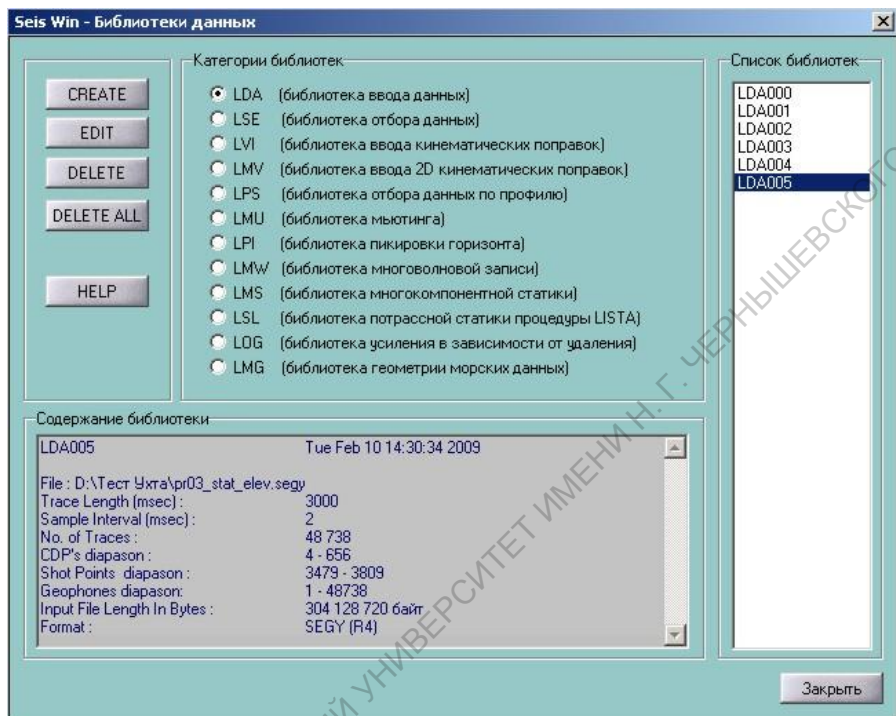 Seis Win - Библиотеки данных
CREATE
EDIT
DELETE
DELETE ALL
HELP
Категории библиотек
LDA (библиотека ввода данных)
LSE (библиотека отбора данных)
LVI (библиотека ввода кинематических поправок)
LMV (библиотека ввода 2D кинематических поправок)
LPS (библиотека отбора данных по профилю)
LMU (библиотека мьютинга)
LPI (библиотека пикировки горизонта)
LMW (библиотека многоволновой записи)
LMS (библиотека многокомпонентной статики)
LSL (библиотека потрассной статики процедуры LISTA)
LOG (библиотека усиления в зависимости от удаления)
LMG (библиотека геометрии морских данных)
Список библиотек
LDA000
LDA001
LDA002
LDA003
LDA004
LDA005
Содержание библиотеки
LDA005 Tue Feb 10 14:30:34 2009
File : D:\Тест Ухта\pr03_stat_elev.segy
Trace Length (msec) : 3000
Sample Interval (msec) : 2
No. of Traces : 48 738
CDP's diapason : 4 - 656
Shot Points diapason : 3479 - 3809
Geophones diapason: 1 - 48738
Input File Length In Bytes : 304 128 720 байт
Format : SEGY (R4)
Закрыть
УНИВЕРСИТЕТ ИМЕНИ Н. Г. ЧЕРНЫШЕВСКОГО